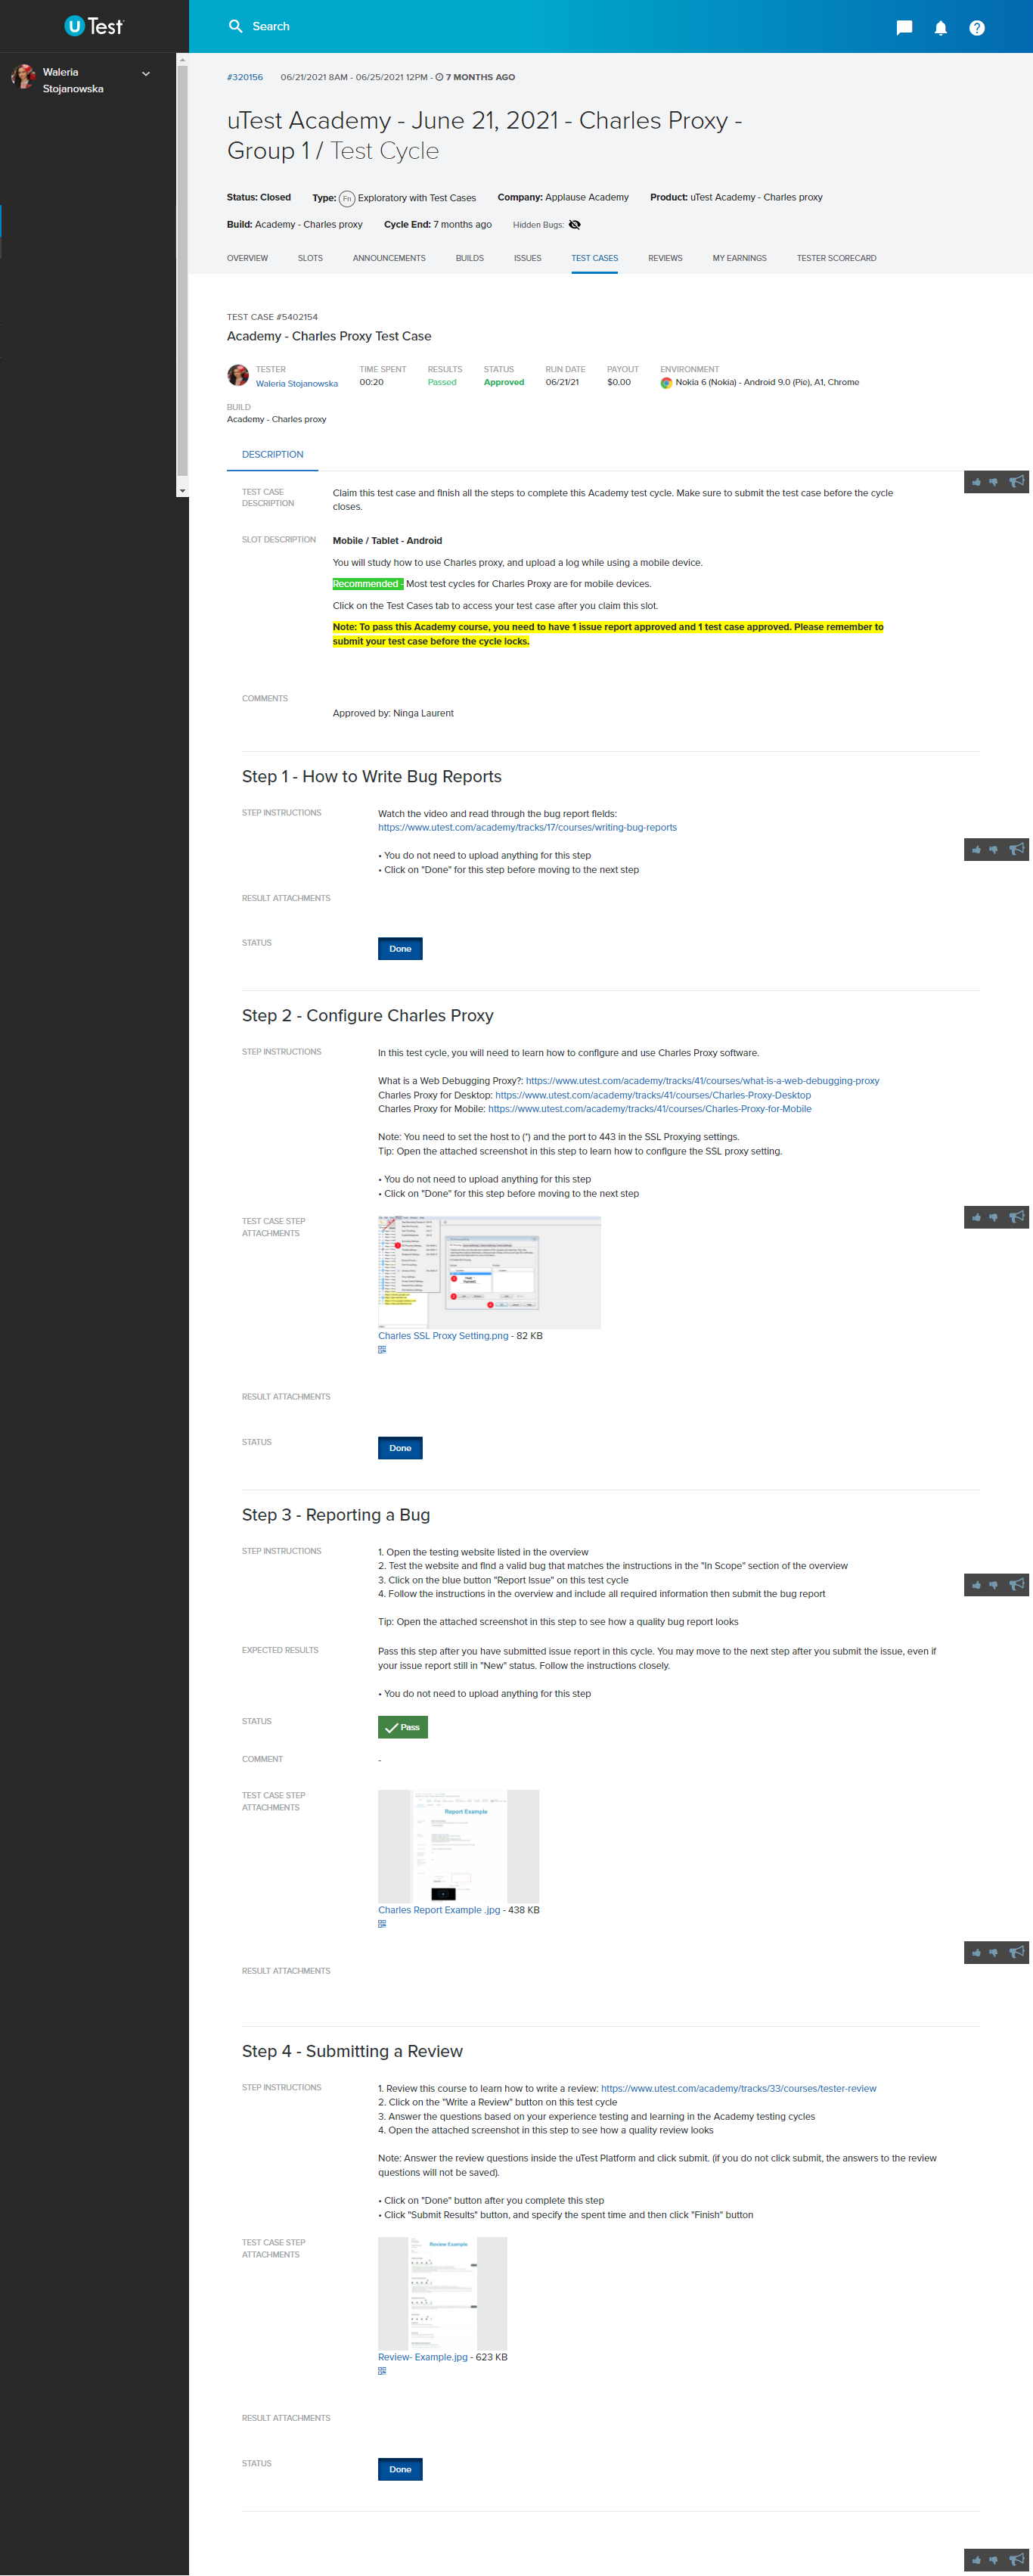 uTest
Search
Waleria
Stojanowska
#320156 06/21/2021 8AM - 06/25/2021 12PM - 7 MONTHS AGO
uTest Academy - June 21, 2021 - Charles Proxy -
Group 1 / Test Cycle
Status: Closed Type: Fn Exploratory with Test Cases Company: Applause Academy Product: uTest Academy - Charles proxy
Build: Academy - Charles proxy Cycle End: 7 months ago Hidden Bugs:
OVERVIEW SLOTS ANNOUNCEMENTS BUILDS ISSUES TEST CASES REVIEWS MY EARNINGS TESTER SCORECARD
TEST CASE #5402154
Academy - Charles Proxy Test Case
TESTER TIME SPENT RESULTS STATUS RUN DATE PAYOUT ENVIRONMENT
Waleria Stojanowska 00:20 Passed Approved 06/21/21 $0.00 Nokia 6 (Nokia) - Android 9.0 (Pie), A1, Chrome
BUILD
Academy - Charles proxy
DESCRIPTION
TEST CASE
DESCRIPTION
Claim this test case and finish all the steps to complete this Academy test cycle. Make sure to submit the test case before the cycle
closes.
SLOT DESCRIPTION
Mobile / Tablet - Android
You will study how to use Charles proxy, and upload a log while using a mobile device.
Recommended - Most test cycles for Charles Proxy are for mobile devices.
Click on the Test Cases tab to access your test case after you claim this slot.
Note: To pass this Academy course, you need to have 1 issue report approved and 1 test case approved. Please remember to
submit your test case before the cycle locks.
COMMENTS
Approved by: Ninga Laurent
Step 1 - How to Write Bug Reports
STEP INSTRUCTIONS
Watch the video and read through the bug report fields:
https://www.utest.com/academy/tracks/17/courses/writing-bug-reports
• You do not need to upload anything for this step
• Click on "Done" for this step before moving to the next step
RESULT ATTACHMENTS
STATUS
Done
Step 2 - Configure Charles Proxy
STEP INSTRUCTIONS
In this test cycle, you will need to learn how to configure and use Charles Proxy software.
What is a Web Debugging Proxy?: https://www.utest.com/academy/tracks/41/courses/what-is-a-web-debugging-proxy
Charles Proxy for Desktop: https://www.utest.com/academy/tracks/41/courses/Charles-Proxy-Desktop
Charles Proxy for Mobile: https://www.utest.com/academy/tracks/41/courses/Charles-Proxy-for-Mobile
Note: You need to set the host to (*) and the port to 443 in the SSL Proxying settings.
Tip: Open the attached screenshot in this step to learn how to configure the SSL proxy setting.
• You do not need to upload anything for this step
• Click on "Done" for this step before moving to the next step
TEST CASE STEP
ATTACHMENTS
Charles SSL Proxy Setting.png - 82 KB
RESULT ATTACHMENTS
STATUS
Done
Step 3 - Reporting a Bug
STEP INSTRUCTIONS
1. Open the testing website listed in the overview
2. Test the website and find a valid bug that matches the instructions in the "In Scope" section of the overview
3. Click on the blue button "Report Issue" on this test cycle
4. Follow the instructions in the overview and include all required information then submit the bug report
Tip: Open the attached screenshot in this step to see how a quality bug report looks
EXPECTED RESULTS
Pass this step after you have submitted issue report in this cycle. You may move to the next step after you submit the issue, even if
your issue report still in "New" status. Follow the instructions closely.
• You do not need to upload anything for this step
STATUS
Pass
COMMENT
-
TEST CASE STEP
ATTACHMENTS
Report Example
Charles Report Example .jpg - 438 KB
RESULT ATTACHMENTS
Step 4 - Submitting a Review
STEP INSTRUCTIONS
1. Review this course to learn how to write a review: https://www.utest.com/academy/tracks/33/courses/tester-review
2. Click on the "Write a Review" button on this test cycle
3. Answer the questions based on your experience testing and learning in the Academy testing cycles
4. Open the attached screenshot in this step to see how a quality review looks
Note: Answer the review questions inside the uTest Platform and click submit. (if you do not click submit, the answers to the review
questions will not be saved).
• Click on "Done" button after you complete this step
• Click "Submit Results" button, and specify the spent time and then click "Finish" button
TEST CASE STEP
ATTACHMENTS
Review Example
Review- Example.jpg - 623 KB
RESULT ATTACHMENTS
STATUS
Done